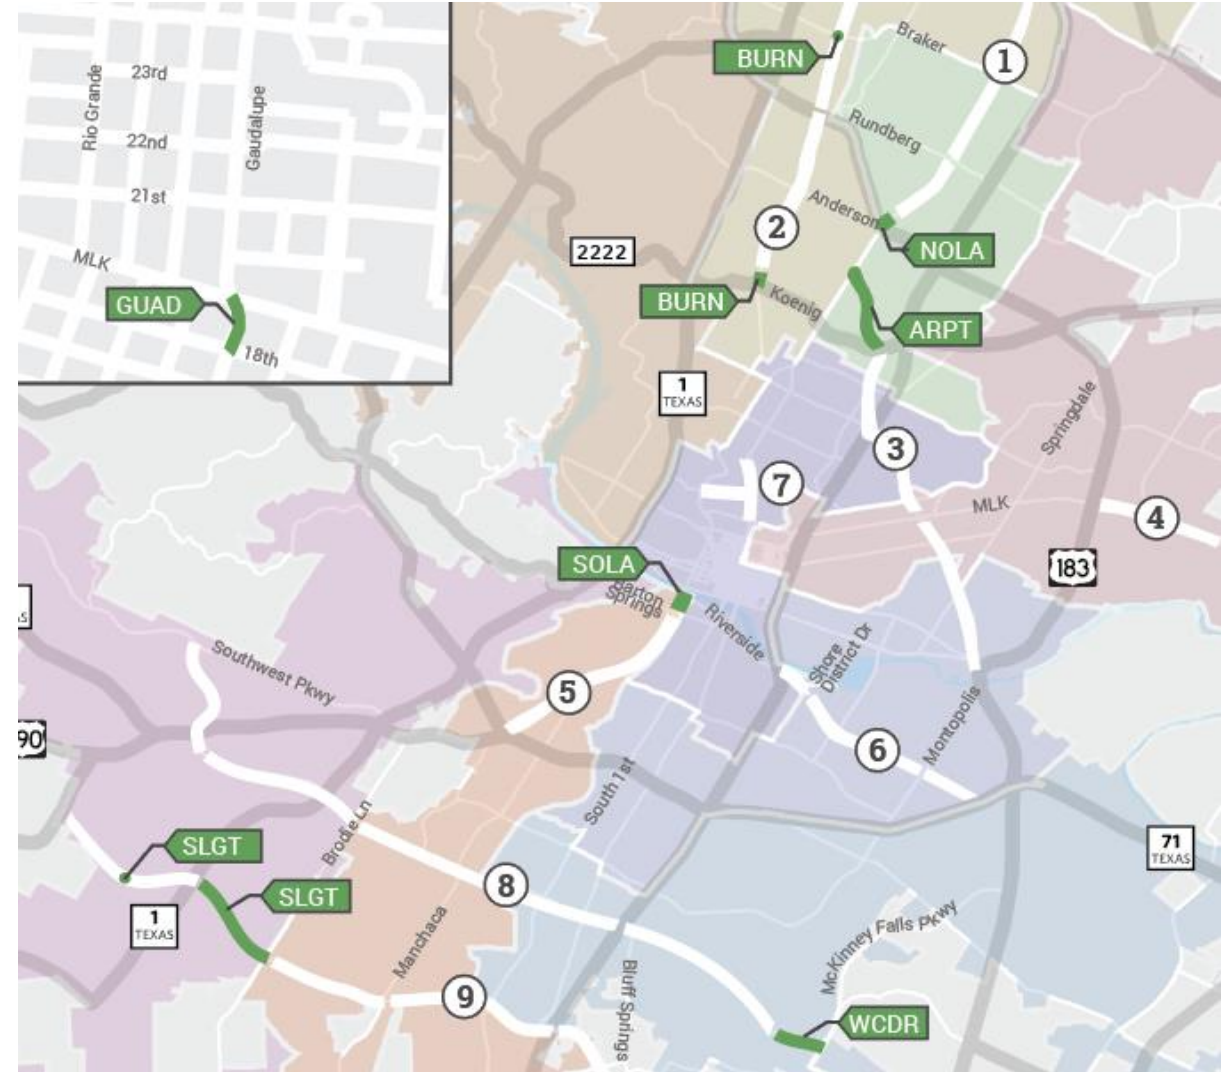 Rio Grande
23rd
22nd
21st
Gaudalupe
MLK
GUAD
18th
BURN
Braker
1
Rundberg
Anderson
2
2222
NOLA
BURN
Koenig
ARPT
1
TEXAS
Springdale
3
7
MLK
4
183
SOLA
Barton
Springs
Riverside
Shore
District Dr
Southwest Pkwy
5
6
Montopolis
90
South 1st
Brodie Ln
SLGT
SLGT
71
TEXAS
8
1
TEXAS
Manchaca
McKinney Falls Pkwy
9
Bluff Springs
WCDR